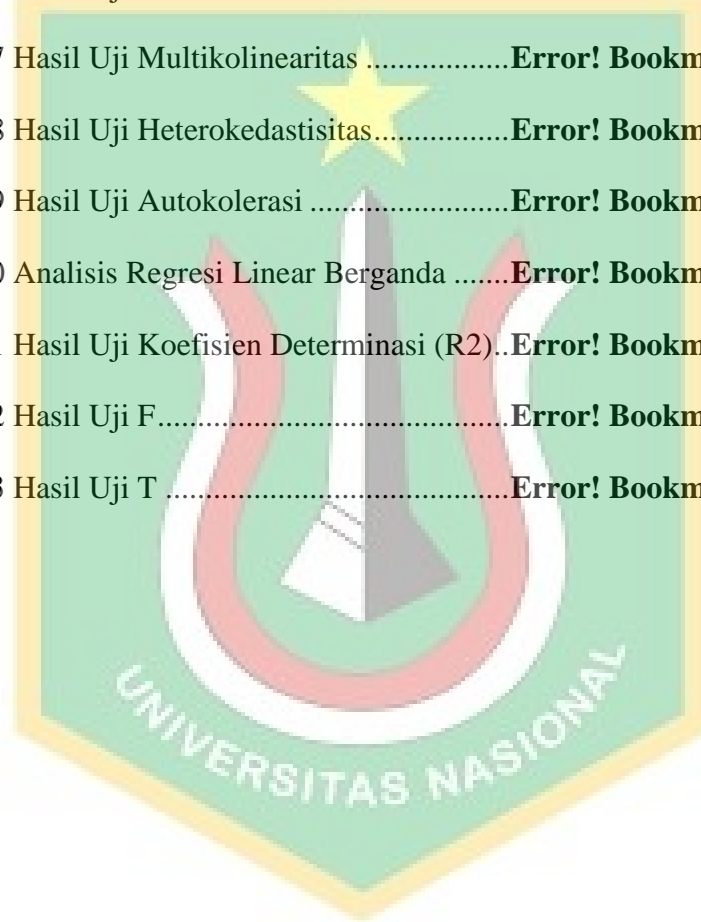 7 Hasil Uji Multikolinearitas .................Error! Bookm
8 Hasil Uji Heterokedastisitas................Error! Bookm
9 Hasil Uji Autokolerasi ........................Error! Bookm
0 Analisis Regresi Linear Berganda .......Error! Bookm
1 Hasil Uji Koefisien Determinasi (R2)..Error! Bookm
2 Hasil Uji F..........................................Error! Bookm
3 Hasil Uji T .........................................Error! Bookm
UNIVERSITAS NASIONAL